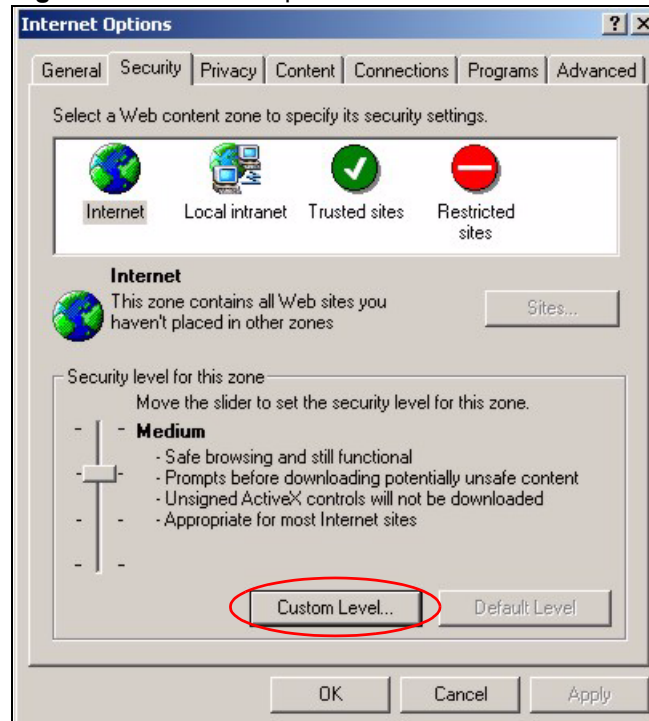 Internet Options
General Security Privacy Content Connections Programs Advanced
Select a Web content zone to specify its security settings.
Internet Local intranet Trusted sites Restricted
sites
Internet
This zone contains all Web sites you
haven't placed in other zones
Sites...
Security level for this zone
Move the slider to set the security level for this zone.
Medium
- Safe browsing and still functional
- Prompts before downloading potentially unsafe content
- Unsigned ActiveX controls will not be downloaded
- Appropriate for most Internet sites
Custom Level... Default Level
OK Cancel Apply